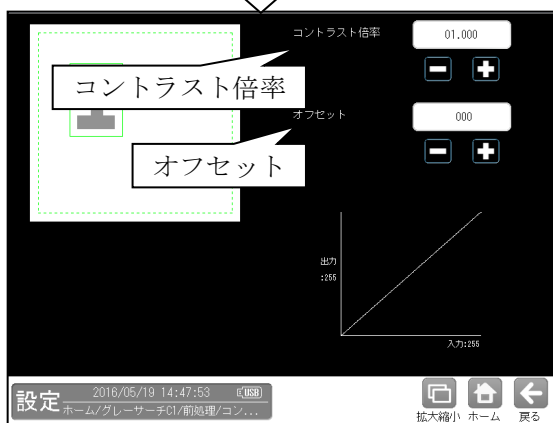 コントラスト倍率
01.000
コントラスト倍率
オフセット
000
オフセット
出力
:255
入力:255
設定
2016/05/19 14:47:53
USB
ホーム/グレーサーチC1/前処理/コン...
拡大縮小
ホーム
戻る